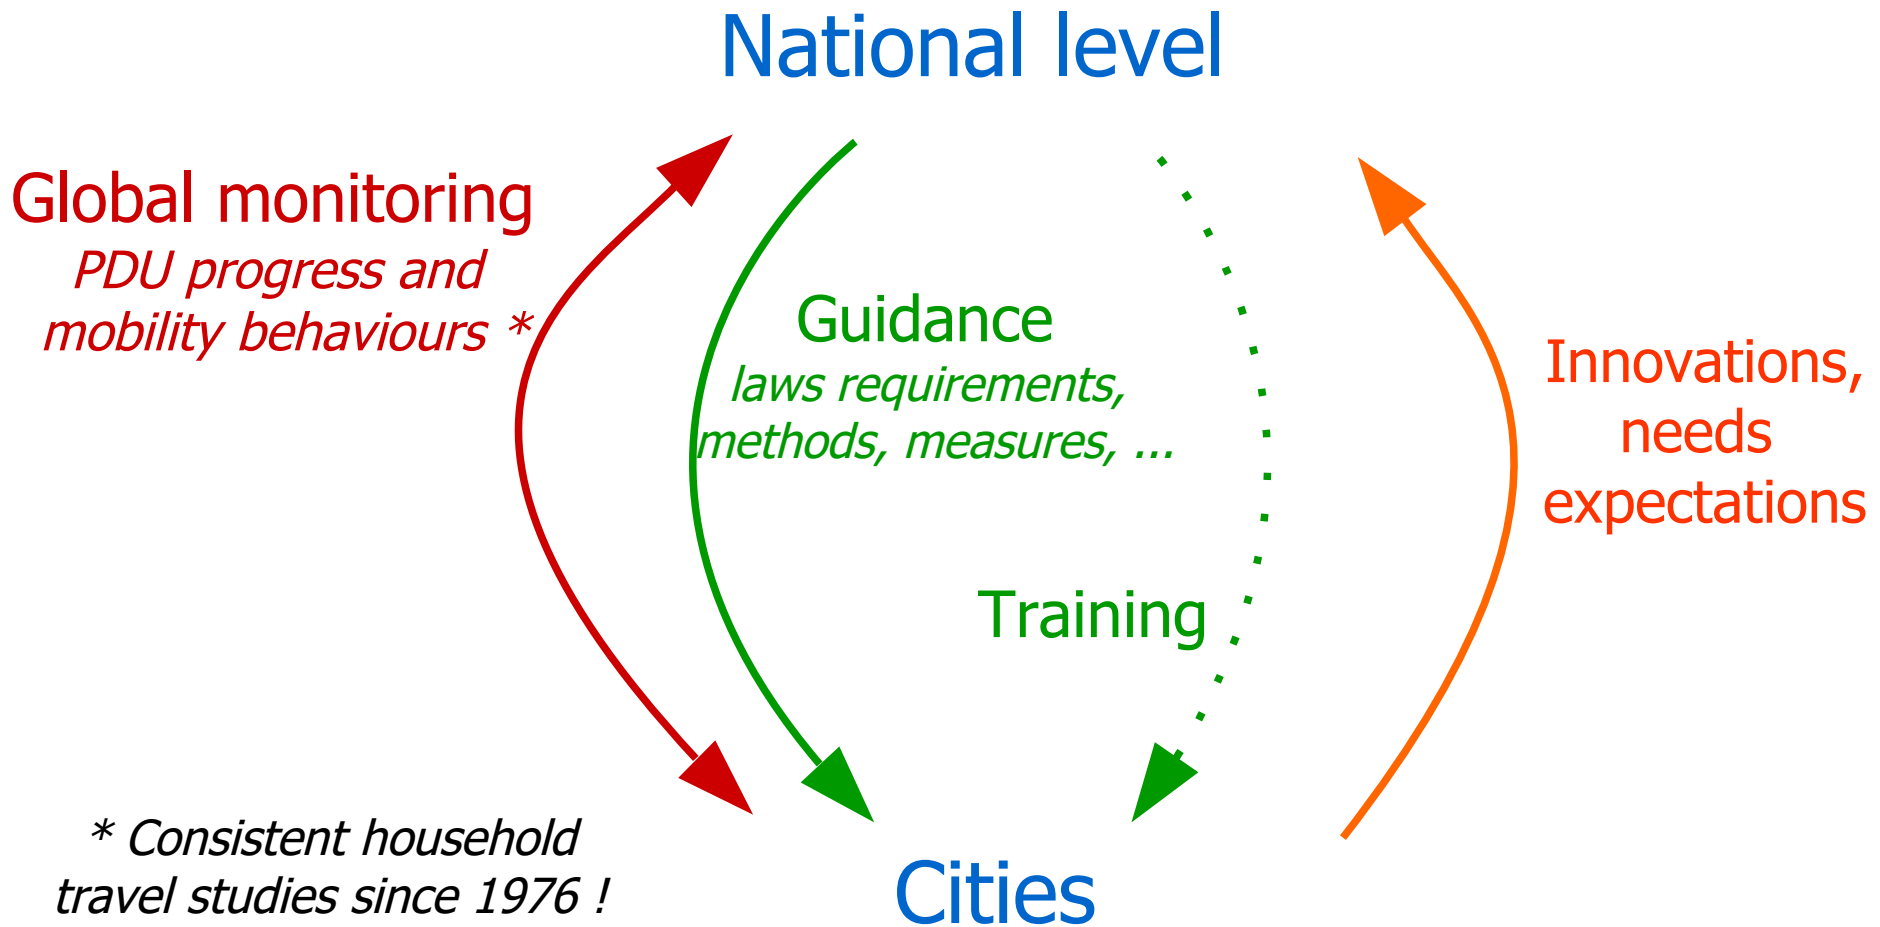 National level
Global monitoring
PDU progress and
mobility behaviours *
Guidance
laws requirements,
methods, measures, ...
Innovations,
needs
expectations
Training
* Consistent household
travel studies since 1976 !
Cities